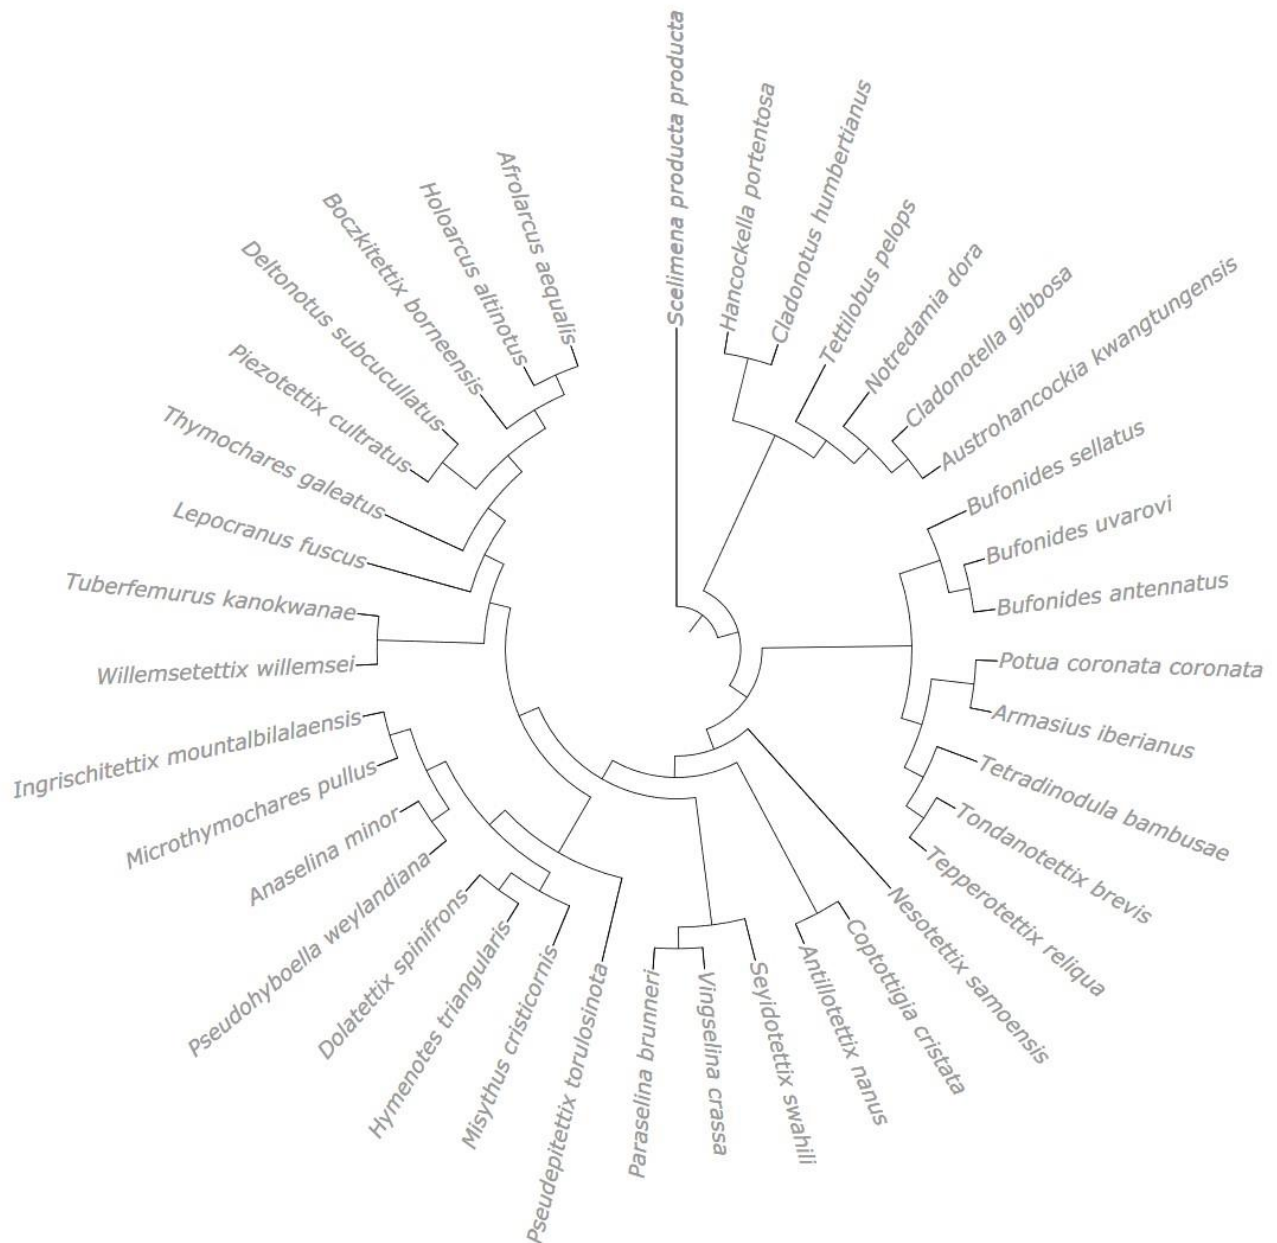 Scelimena producta producta
Hancockella portentosa
Cladonotus humbertianus
Tettilobus pelops
Notredamia dora
Cladonotella gibbosa
Austrohancockia kwangtungensis
Bufonides sellatus
Bufonides uvarovi
Bufonides antennatus
Potua coronata coronata
Armasius iberianus
Tetradinodula bambusae
Tondanotettix brevis
Tepperotettix reliqua
Nesotettix samoensis
Coptottigia cristata
Antillotettix nanus
Seyidotettix swahili
Vingselina crassa
Paraselina brunneri
Pseudepitettix torulosinota
Misythus cristicornis
Hymenotes triangularis
Dolatettix spinifrons
Pseudohyboella weylandiana
Anaselina minor
Microthymochares pullus
Ingrischitettix mountalbilalaensis
Willemsetettix willemsei
Tuberfemurus kanokwanae
Lepocranus fuscus
Thymochares galeatus
Piezotettix cultratus
Deltonotus subcucullatus
Boczkitettix borneensis
Holoarcus altinotus
Afrolarcus aequalis